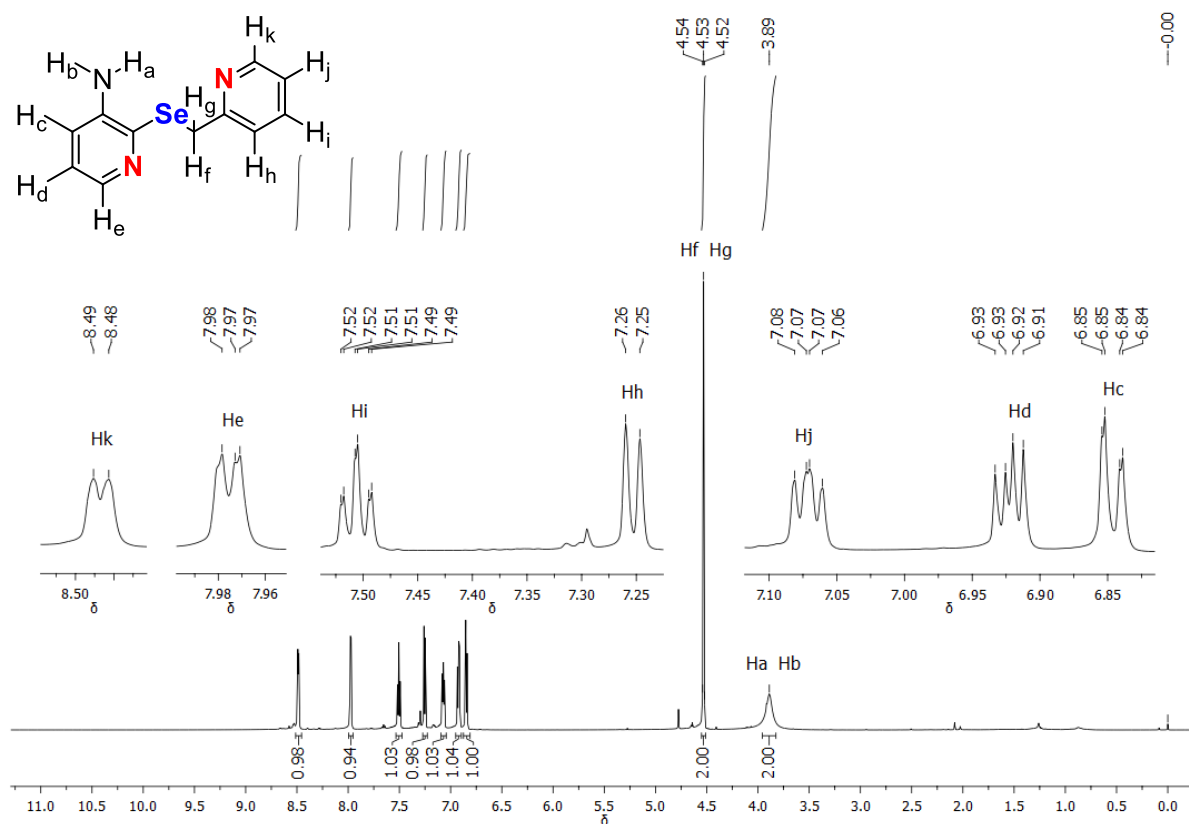 Hk
Hb
Ha
N
N
Hj
Hg
Se
Hc
Hi
N
Hf
Hh
Hd
He
4.54
4.53
4.52
3.89
-0.00
Hf Hg
8.49
8.48
7.98
7.97
7.97
7.52
7.52
7.51
7.51
7.49
7.49
7.26
7.25
7.08
7.07
7.07
7.06
6.93
6.93
6.92
6.91
6.85
6.85
6.84
6.84
Hk
He
Hi
Hh
Hj
Hd
Hc
8.50
δ
7.98 7.96
δ
7.50 7.45 7.40 7.35 7.30 7.25
δ
7.10 7.05 7.00 6.95 6.90 6.85
δ
Ha Hb
0.98
0.94
1.03
0.98
1.03
1.04
1.00
2.00
2.00
11.0 10.5 10.0 9.5 9.0 8.5 8.0 7.5 7.0 6.5 6.0 5.5 5.0 4.5 4.0 3.5 3.0 2.5 2.0 1.5 1.0 0.5 0.0
δ